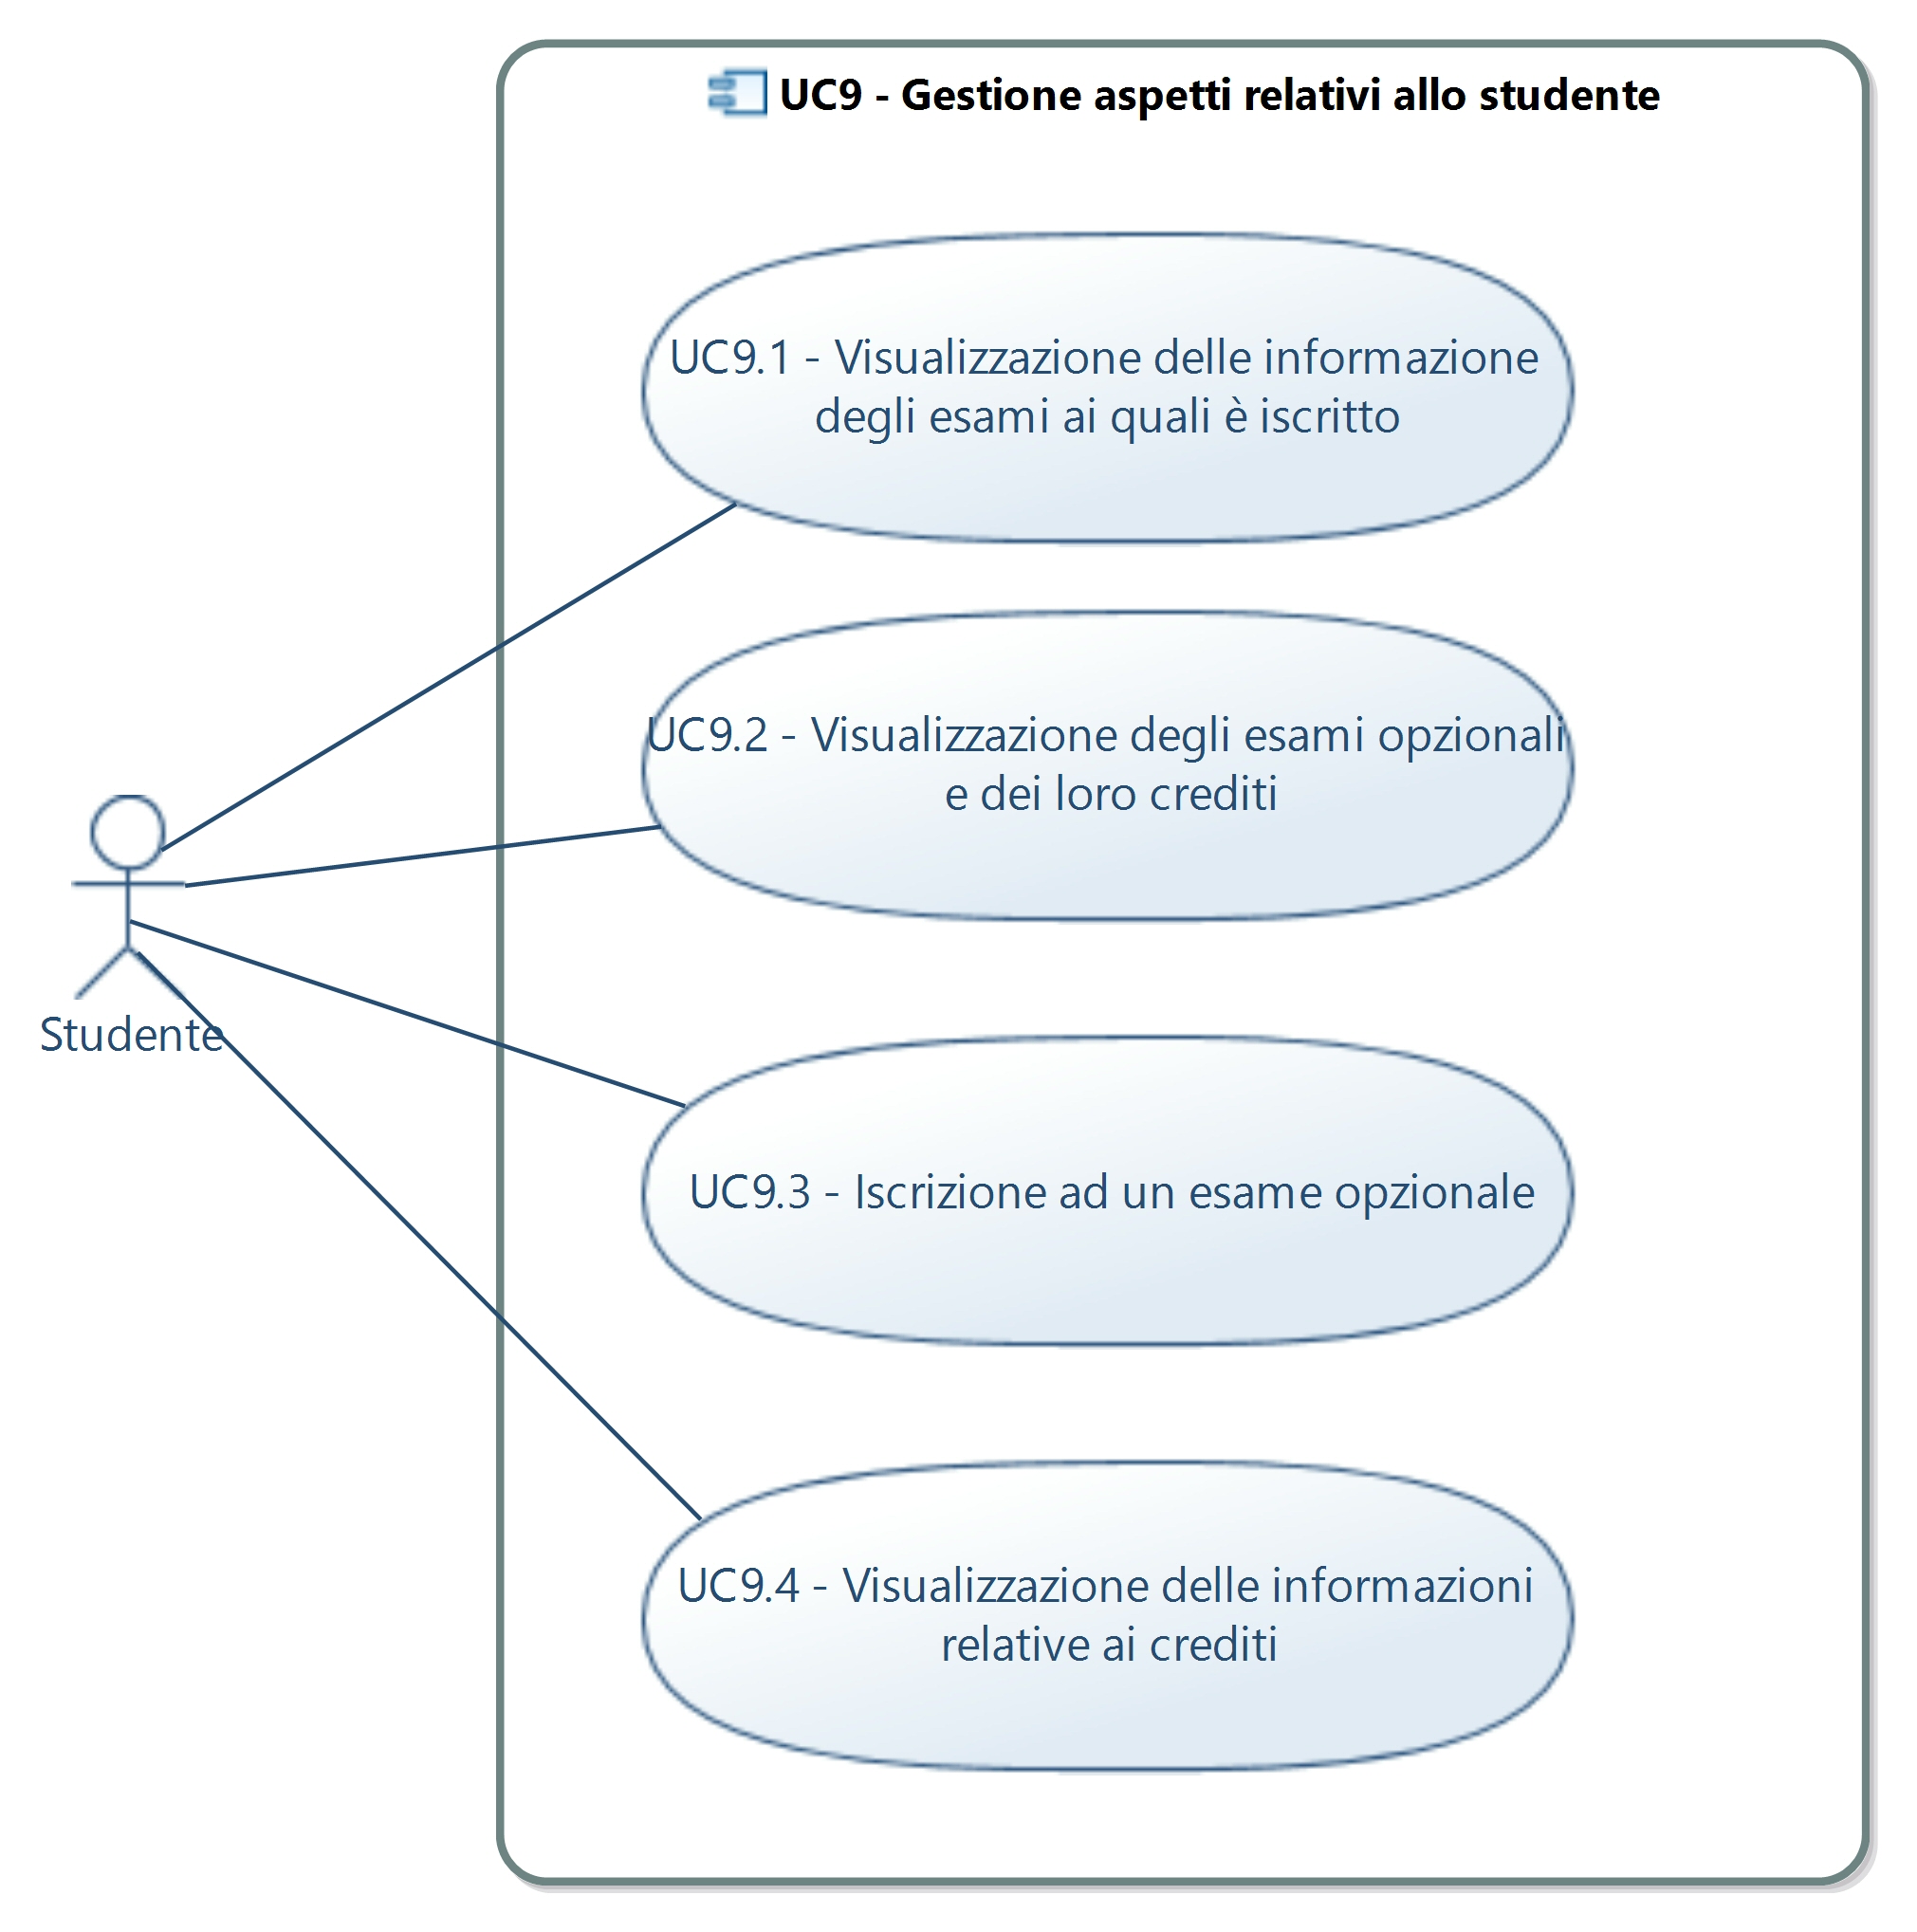 UC9 - Gestione aspetti relativi allo studente
UC9.1 - Visualizzazione delle informazione
degli esami ai quali è iscritto
UC9.2 - Visualizzazione degli esami opzionali
e dei loro crediti
Studente
UC9.3 - Iscrizione ad un esame opzionale
UC9.4 - Visualizzazione delle informazioni
relative ai crediti